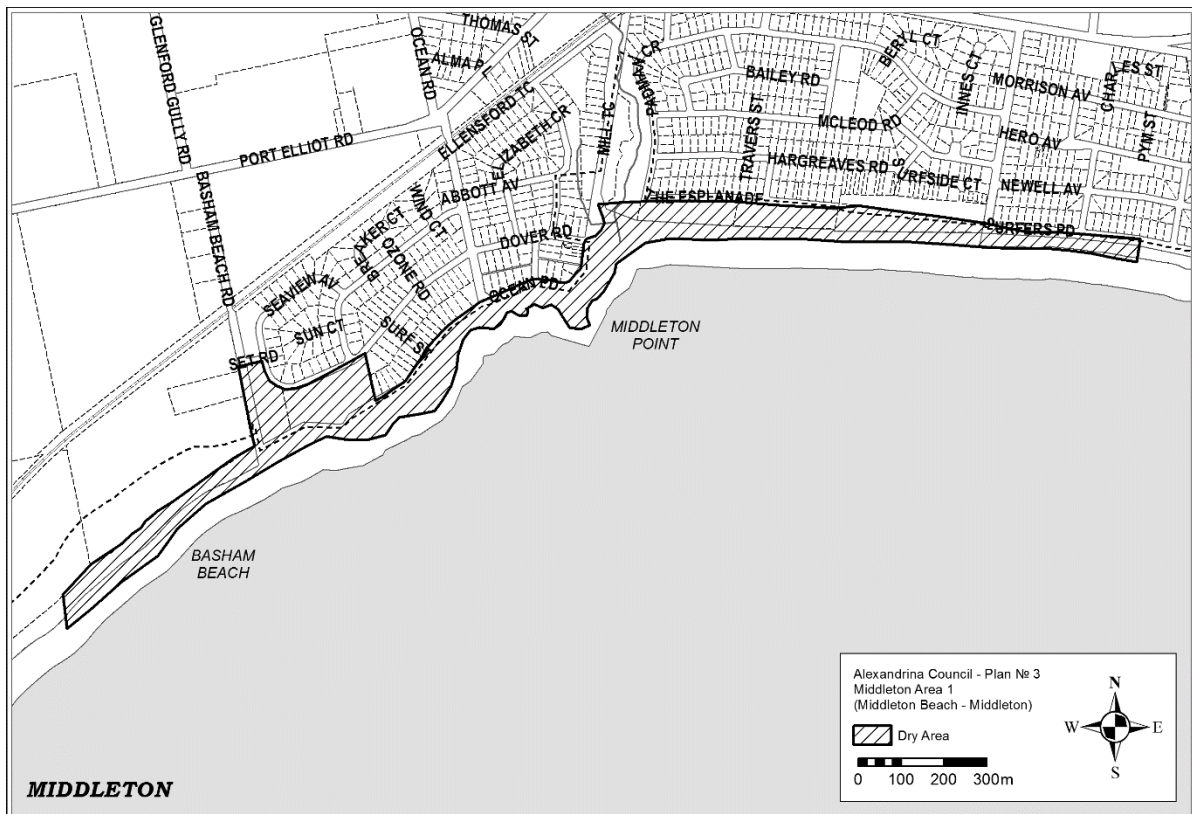 THOMAS ST
ALMA PL
OCEAN RD
GLENFORD GULLY RD
ELLENSFORD TC
PORT ELLIOT RD
BASHAM BEACH RD
ELIZABETH CR
ABBOTT AV
WIND CT
OZONE RD
SEAVIEW AV
SUN CT
SURF ST
SET RD
DOVER RD
OCEAN RD
MILL TC
PADMAN CR
BAILEY RD
BERYL CT
INNES CT
MORRISON AV
CHARLES ST
MCLEOD RD
TRAVERS ST
HERO AV
PYM ST
HARGREAVES RD
SURFSIDE CT
NEWELL AV
THE ESPLANADE
SURFERS RD
MIDDLETON
POINT
BASHAM
BEACH
Alexandrina Council - Plan № 3
Middleton Area 1
(Middleton Beach - Middleton)
Dry Area
0 100 200 300m
N
W E
S
MIDDLETON